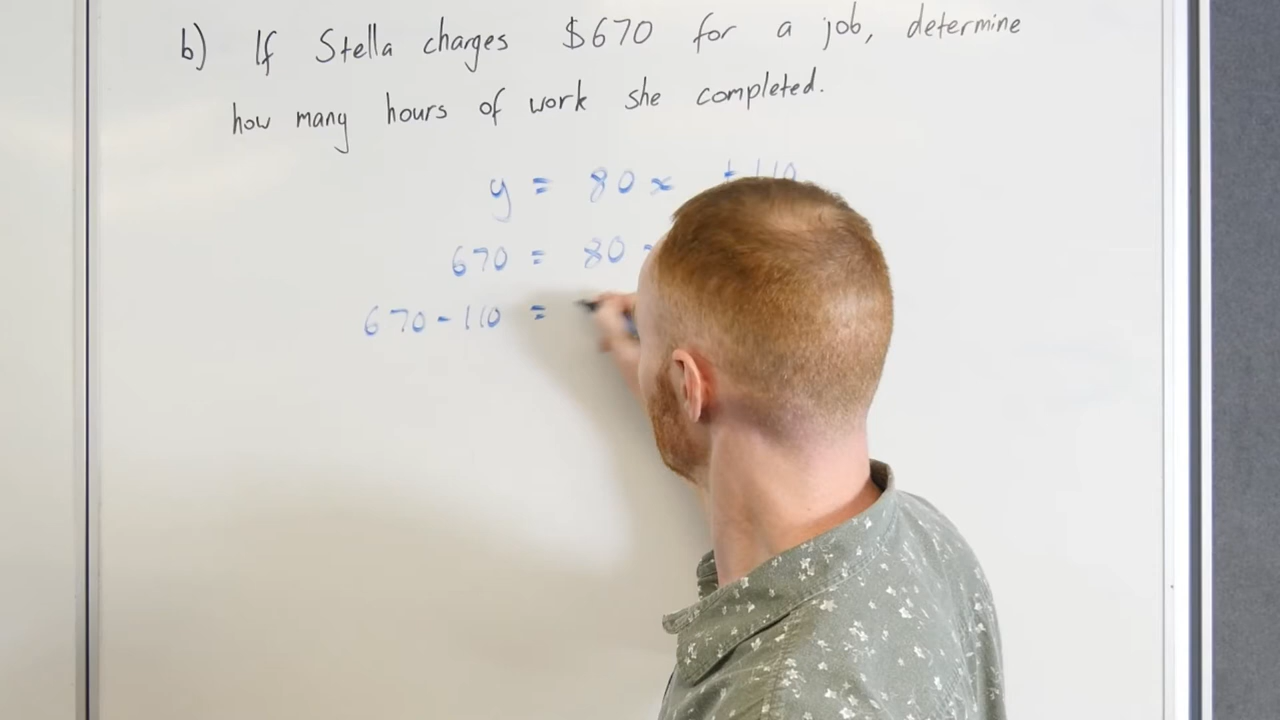 b) If Stella charges $670 for a job, determine
how many hours of work she completed.
y = 80x +110
670 = 80
670-110 =